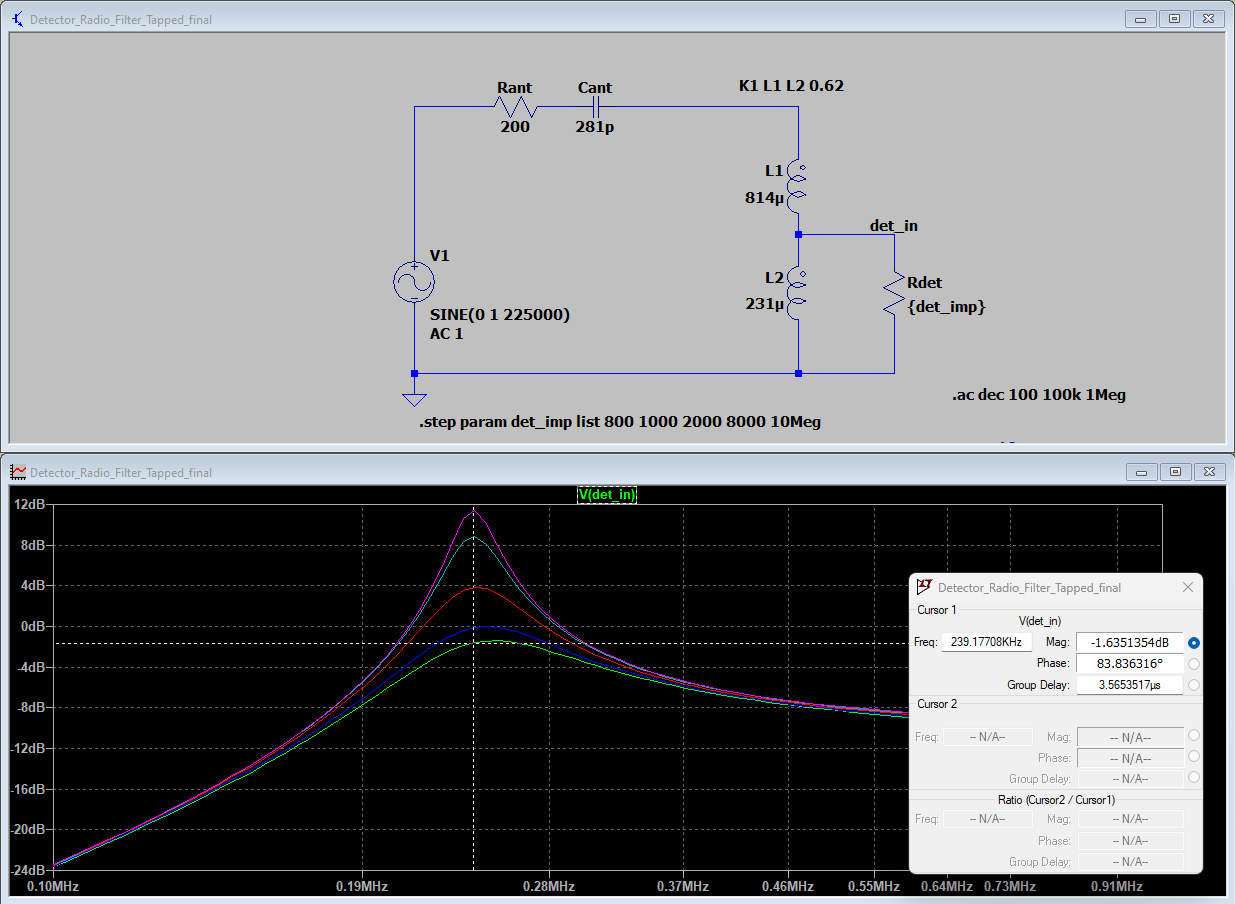 Detector_Radio_Filter_Tapped_final
Rant
Cant
K1 L1 L2 0.62
200
281p
L1
814µ
det_in
V1
L2
231µ
Rdet
{det_imp}
SINE(0 1 225000)
AC 1
.ac dec 100 100k 1Meg
.step param det_imp list 800 1000 2000 8000 10Meg
Detector_Radio_Filter_Tapped_final
V(det_in)
12dB
8dB
4dB
0dB
-4dB
-8dB
-12dB
-16dB
-20dB
-24dB
0.10MHz 0.19MHz 0.28MHz 0.37MHz 0.46MHz 0.55MHz 0.64MHz 0.73MHz 0.91MHz
Detector_Radio_Filter_Tapped_final
Cursor 1
V(det_in)
Freq: 239.17708KHz Mag: -1.6351354dB
Phase: 83.836316°
Group Delay: 3.5653517µs
Cursor 2
Freq: -- N/A-- Mag: -- N/A--
Phase: -- N/A--
Group Delay: -- N/A--
Ratio (Cursor2 / Cursor1)
Freq: -- N/A-- Mag: -- N/A--
Phase: -- N/A--
Group Delay: -- N/A--